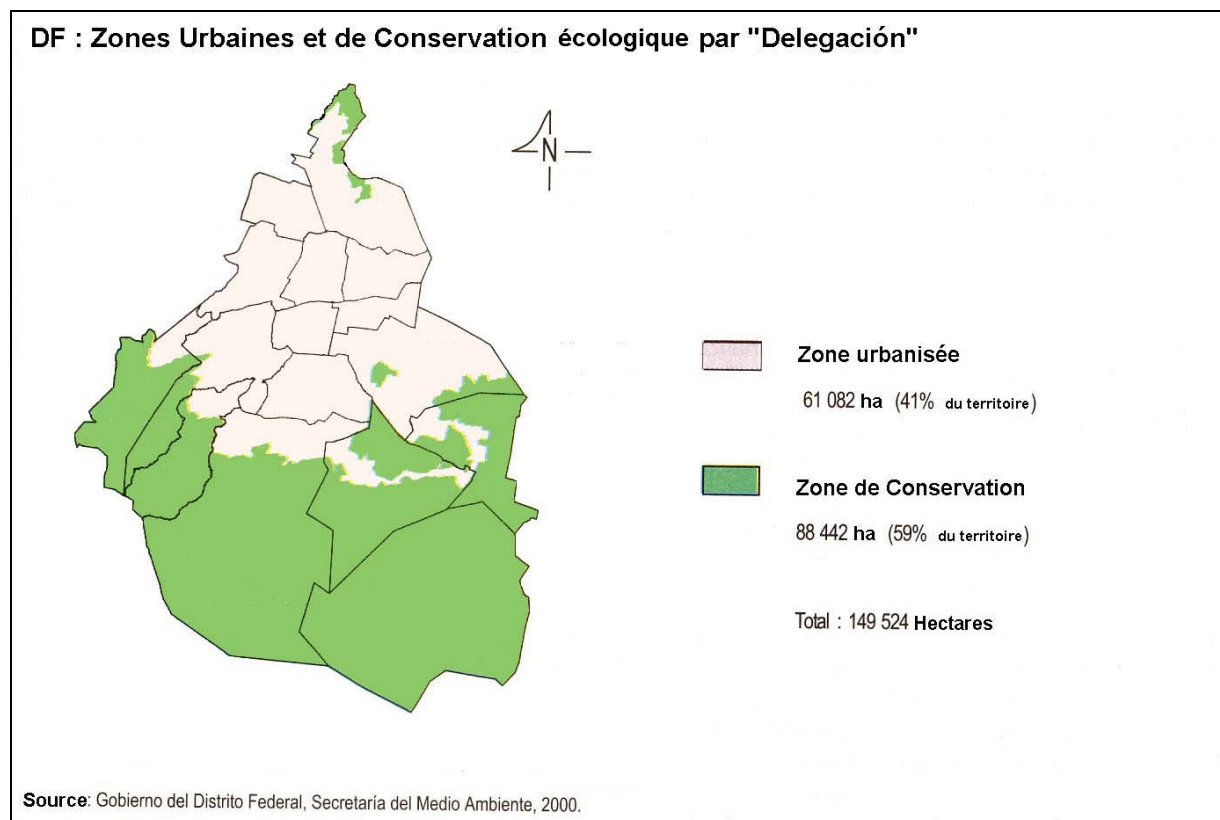 DF : Zones Urbaines et de Conservation écologique par "Delegación"
N
Zone urbanisée
61 082 ha (41% du territoire)
Zone de Conservation
88 442 ha (59% du territoire)
Total : 149 524 Hectares
Source: Gobierno del Distrito Federal, Secretaría del Medio Ambiente, 2000.